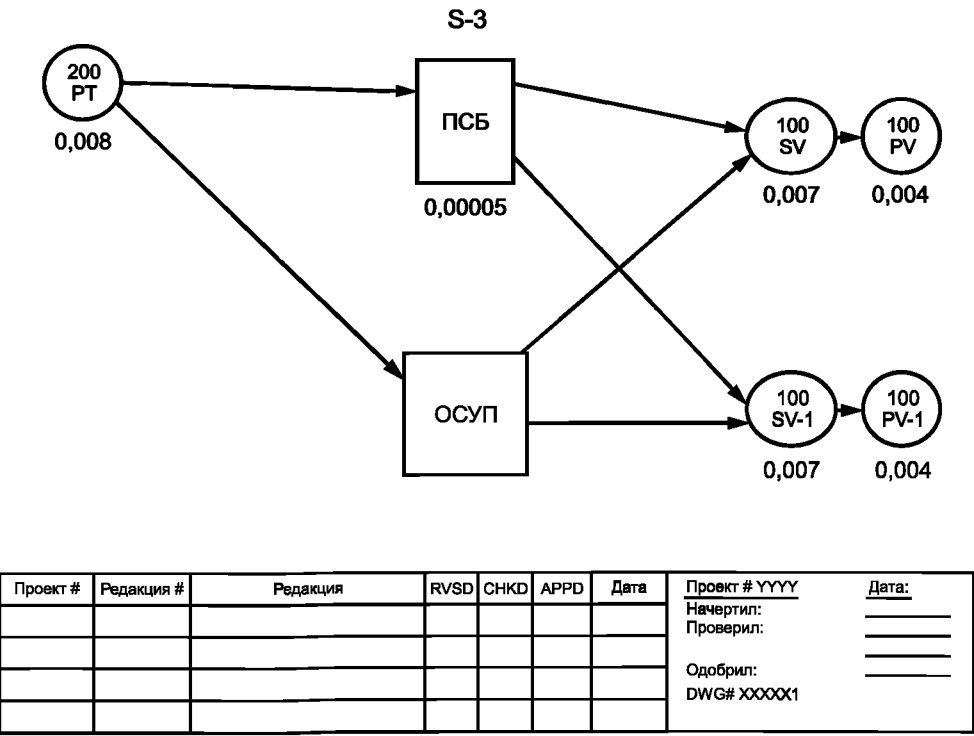 S-3
200
PT
0,008
ПСБ
0,00005
100
SV
0,007
100
PV
0,004
ОСУП
100
SV-1
0,007
100
PV-1
0,004
Проект # Редакция # Редакция RVSD CHKD APPD Дата
Проект # YYYY Дата:
Начертил:
Проверил:
Одобрил:
DWG# XXXXX1